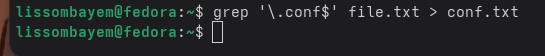 lissombayem@fedora:~$ grep '\.conf$' file.txt > conf.txt
lissombayem@fedora:~$